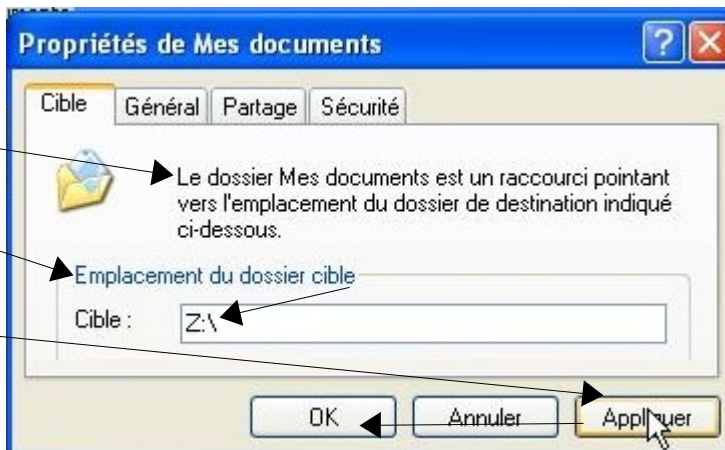 Propriétés de Mes documents
Cible Général Partage Sécurité
Le dossier Mes documents est un raccourci pointant
vers l'emplacement du dossier de destination indiqué
ci-dessous.
Emplacement du dossier cible
Cible : Z:\
OK Annuler Appliquer